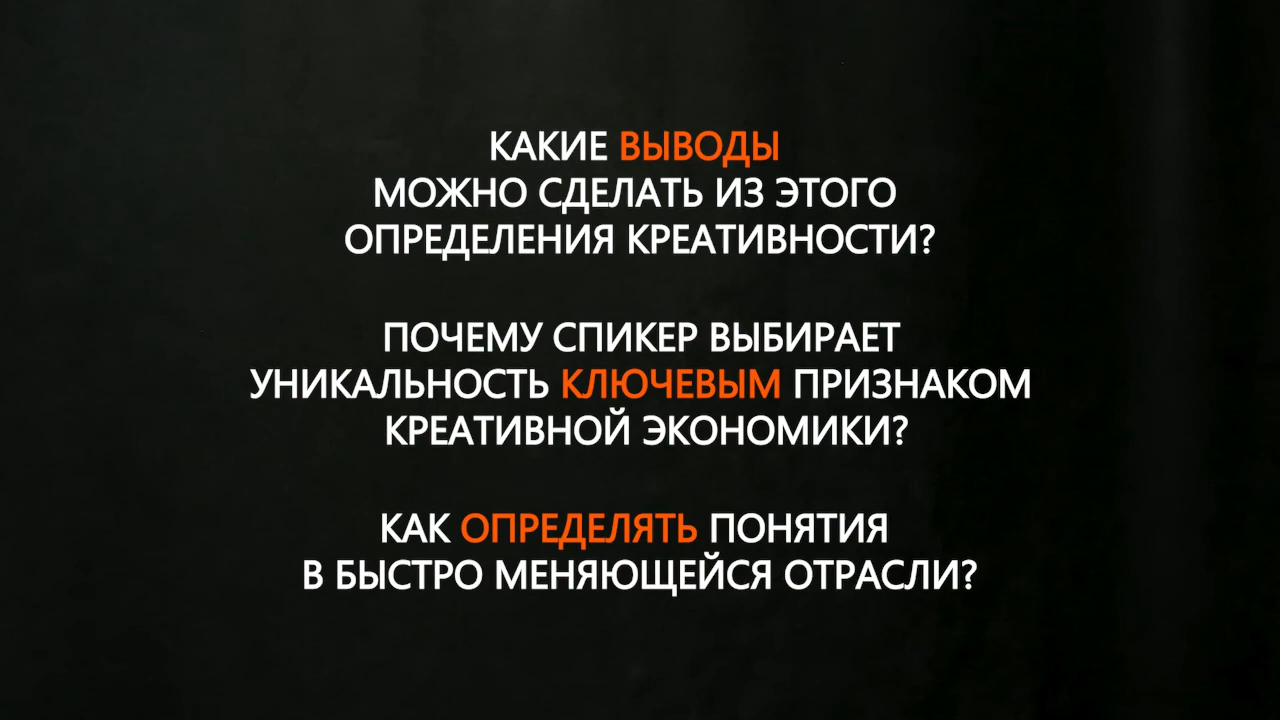 КАКИЕ ВЫВОДЫ
МОЖНО СДЕЛАТЬ ИЗ ЭТОГО
ОПРЕДЕЛЕНИЯ КРЕАТИВНОСТИ?
ПОЧЕМУ СПИКЕР ВЫБИРАЕТ
УНИКАЛЬНОСТЬ КЛЮЧЕВЫМ ПРИЗНАКОМ
КРЕАТИВНОЙ ЭКОНОМИКИ?
КАК ОПРЕДЕЛЯТЬ ПОНЯТИЯ
В БЫСТРО МЕНЯЮЩЕЙСЯ ОТРАСЛИ?